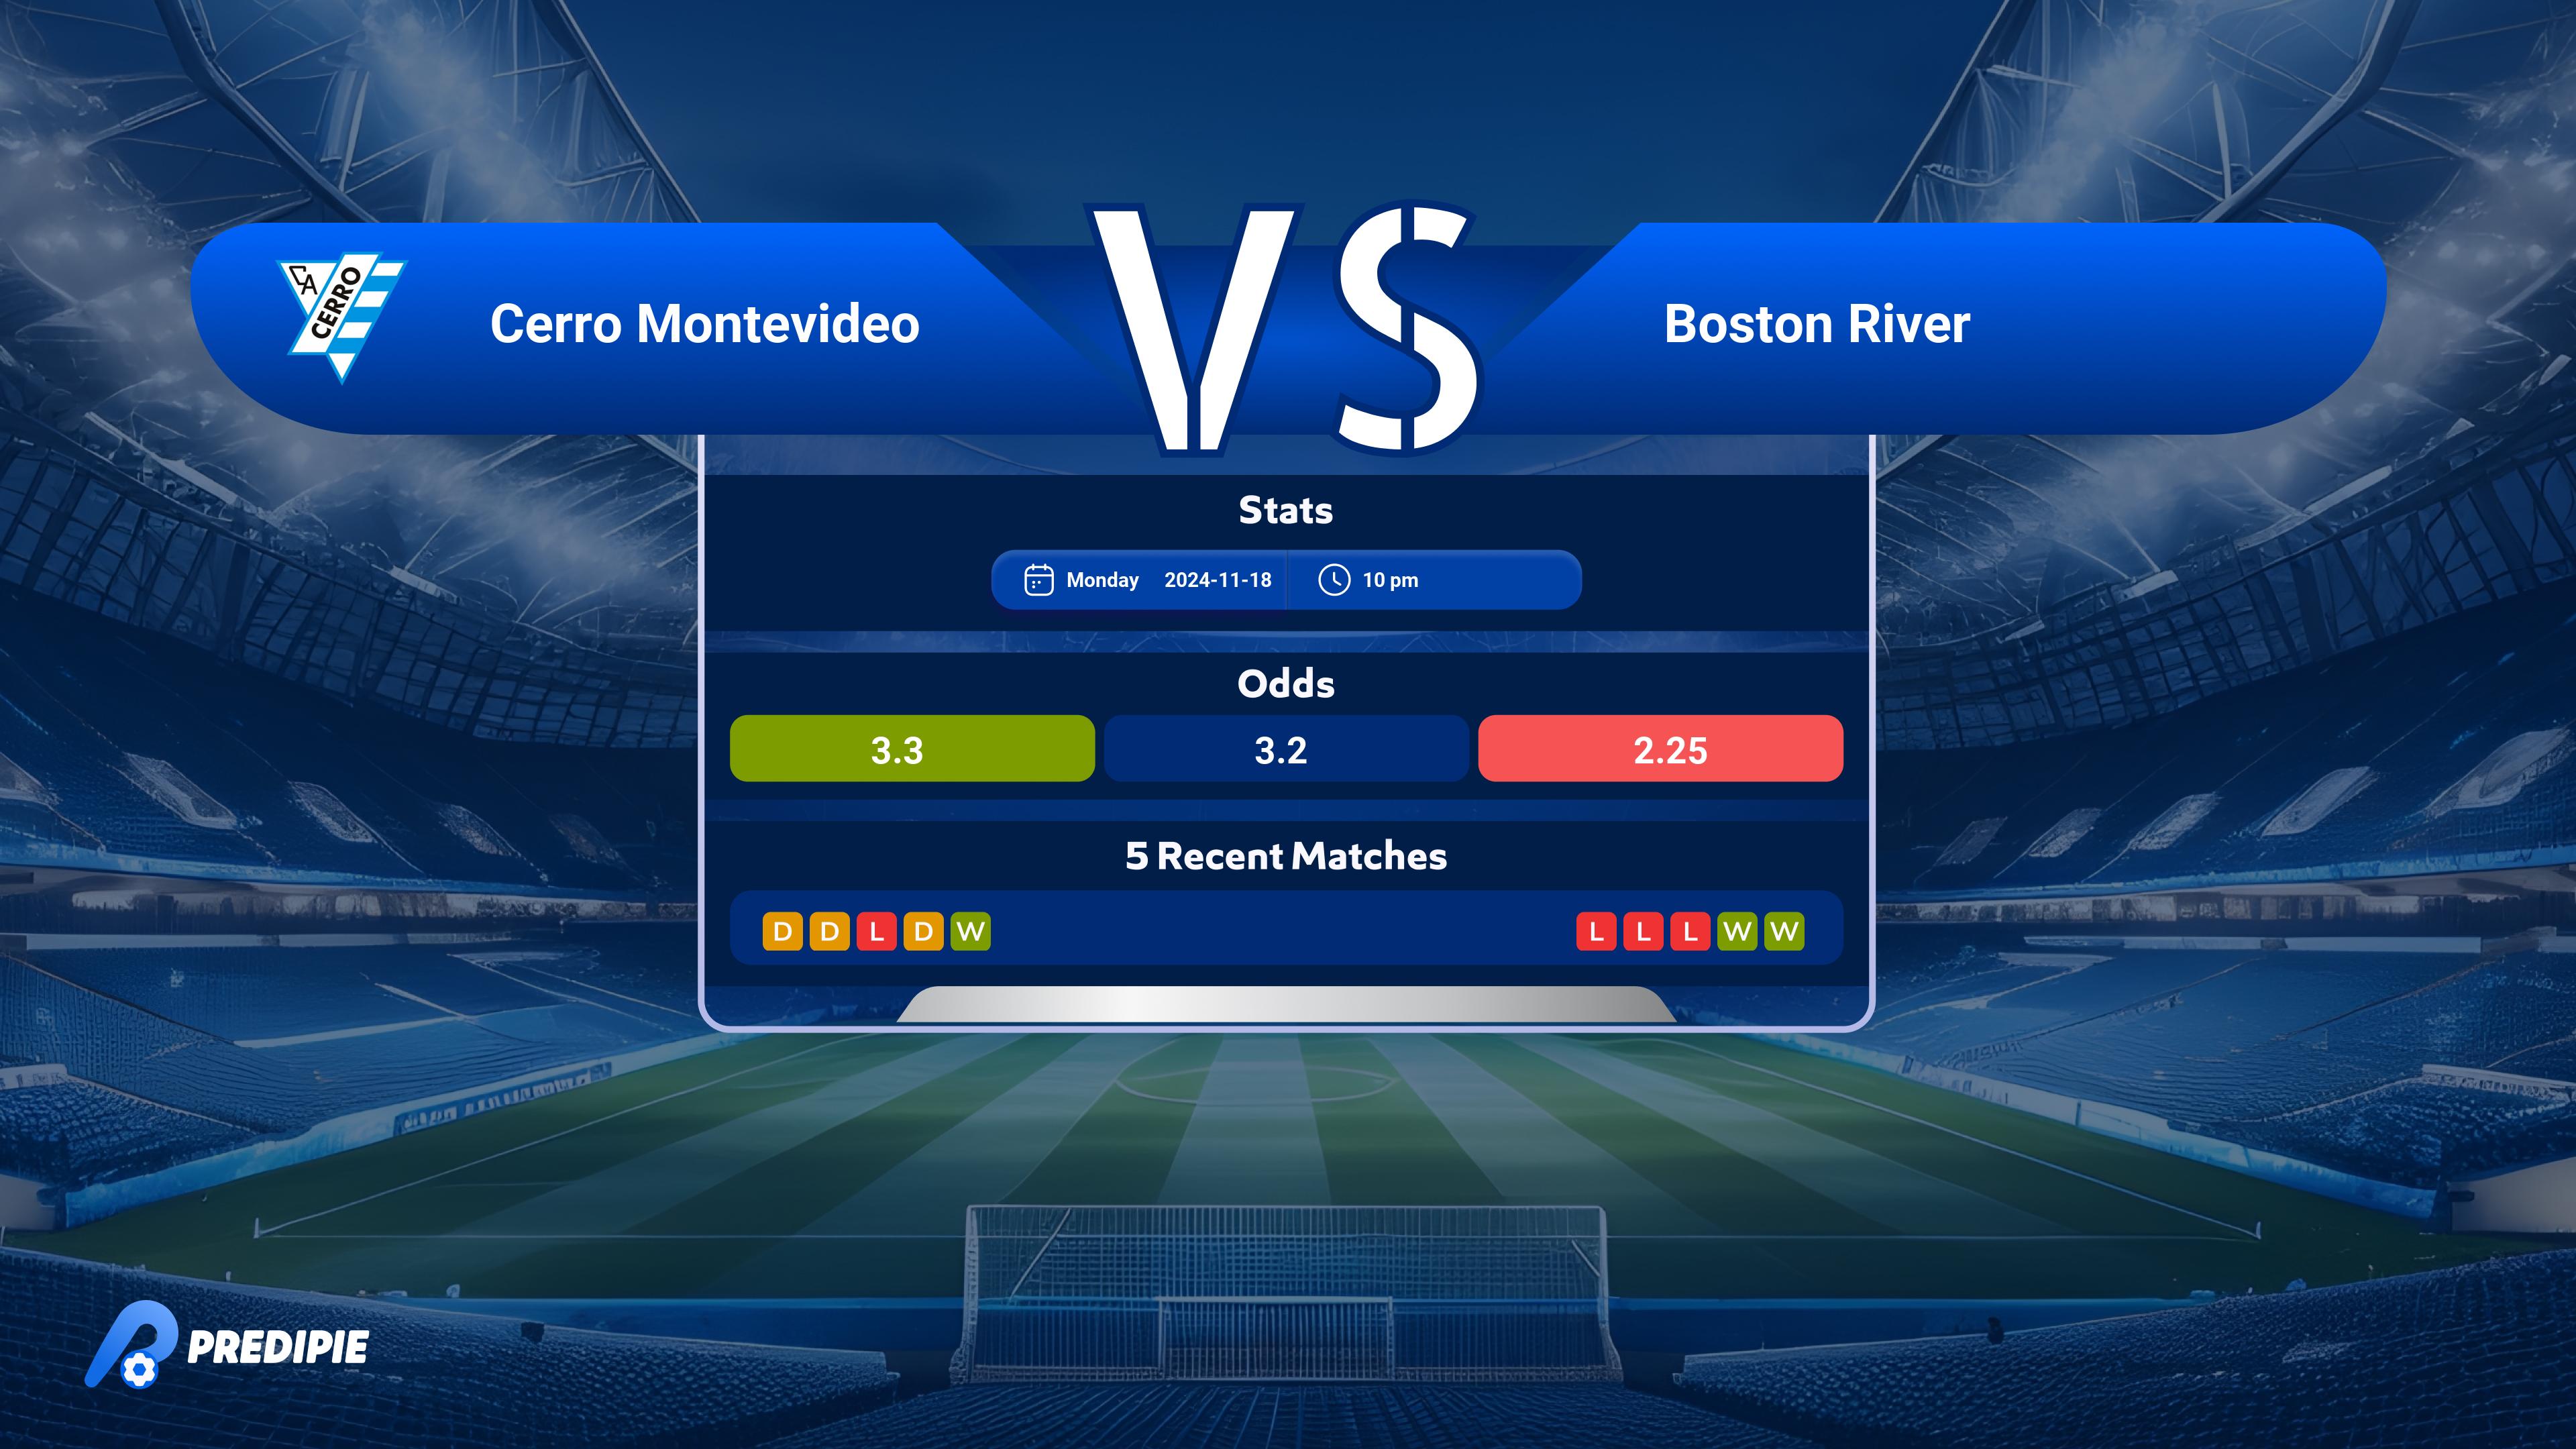 CA
CERRO
Cerro Montevideo
VS
Boston River
Stats
Monday 2024-11-18 10 pm
Odds
3.3 3.2 2.25
5 Recent Matches
D D L D W L L L W W
PREDIPIE